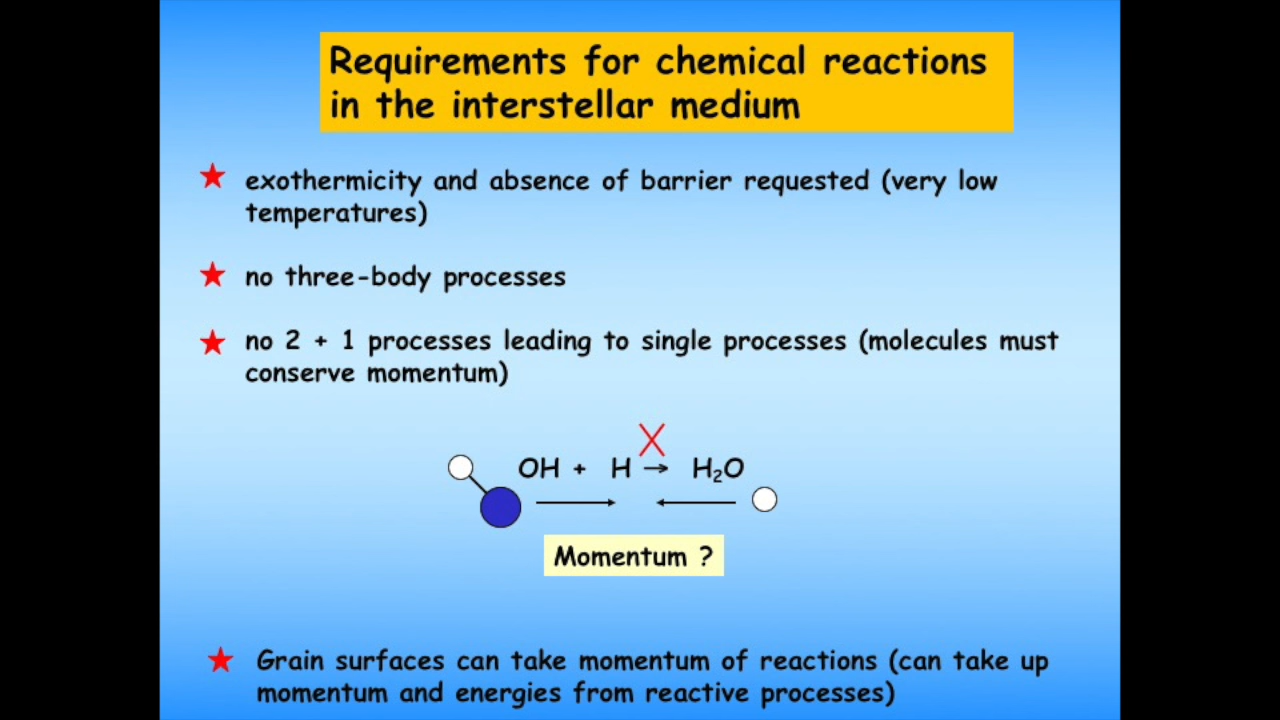 Requirements for chemical reactions
in the interstellar medium
exothermicity and absence of barrier requested (very low
temperatures)
no three-body processes
no 2 + 1 processes leading to single processes (molecules must
conserve momentum)
X
OH + H → H₂O
Momentum ?
Grain surfaces can take momentum of reactions (can take up
momentum and energies from reactive processes)